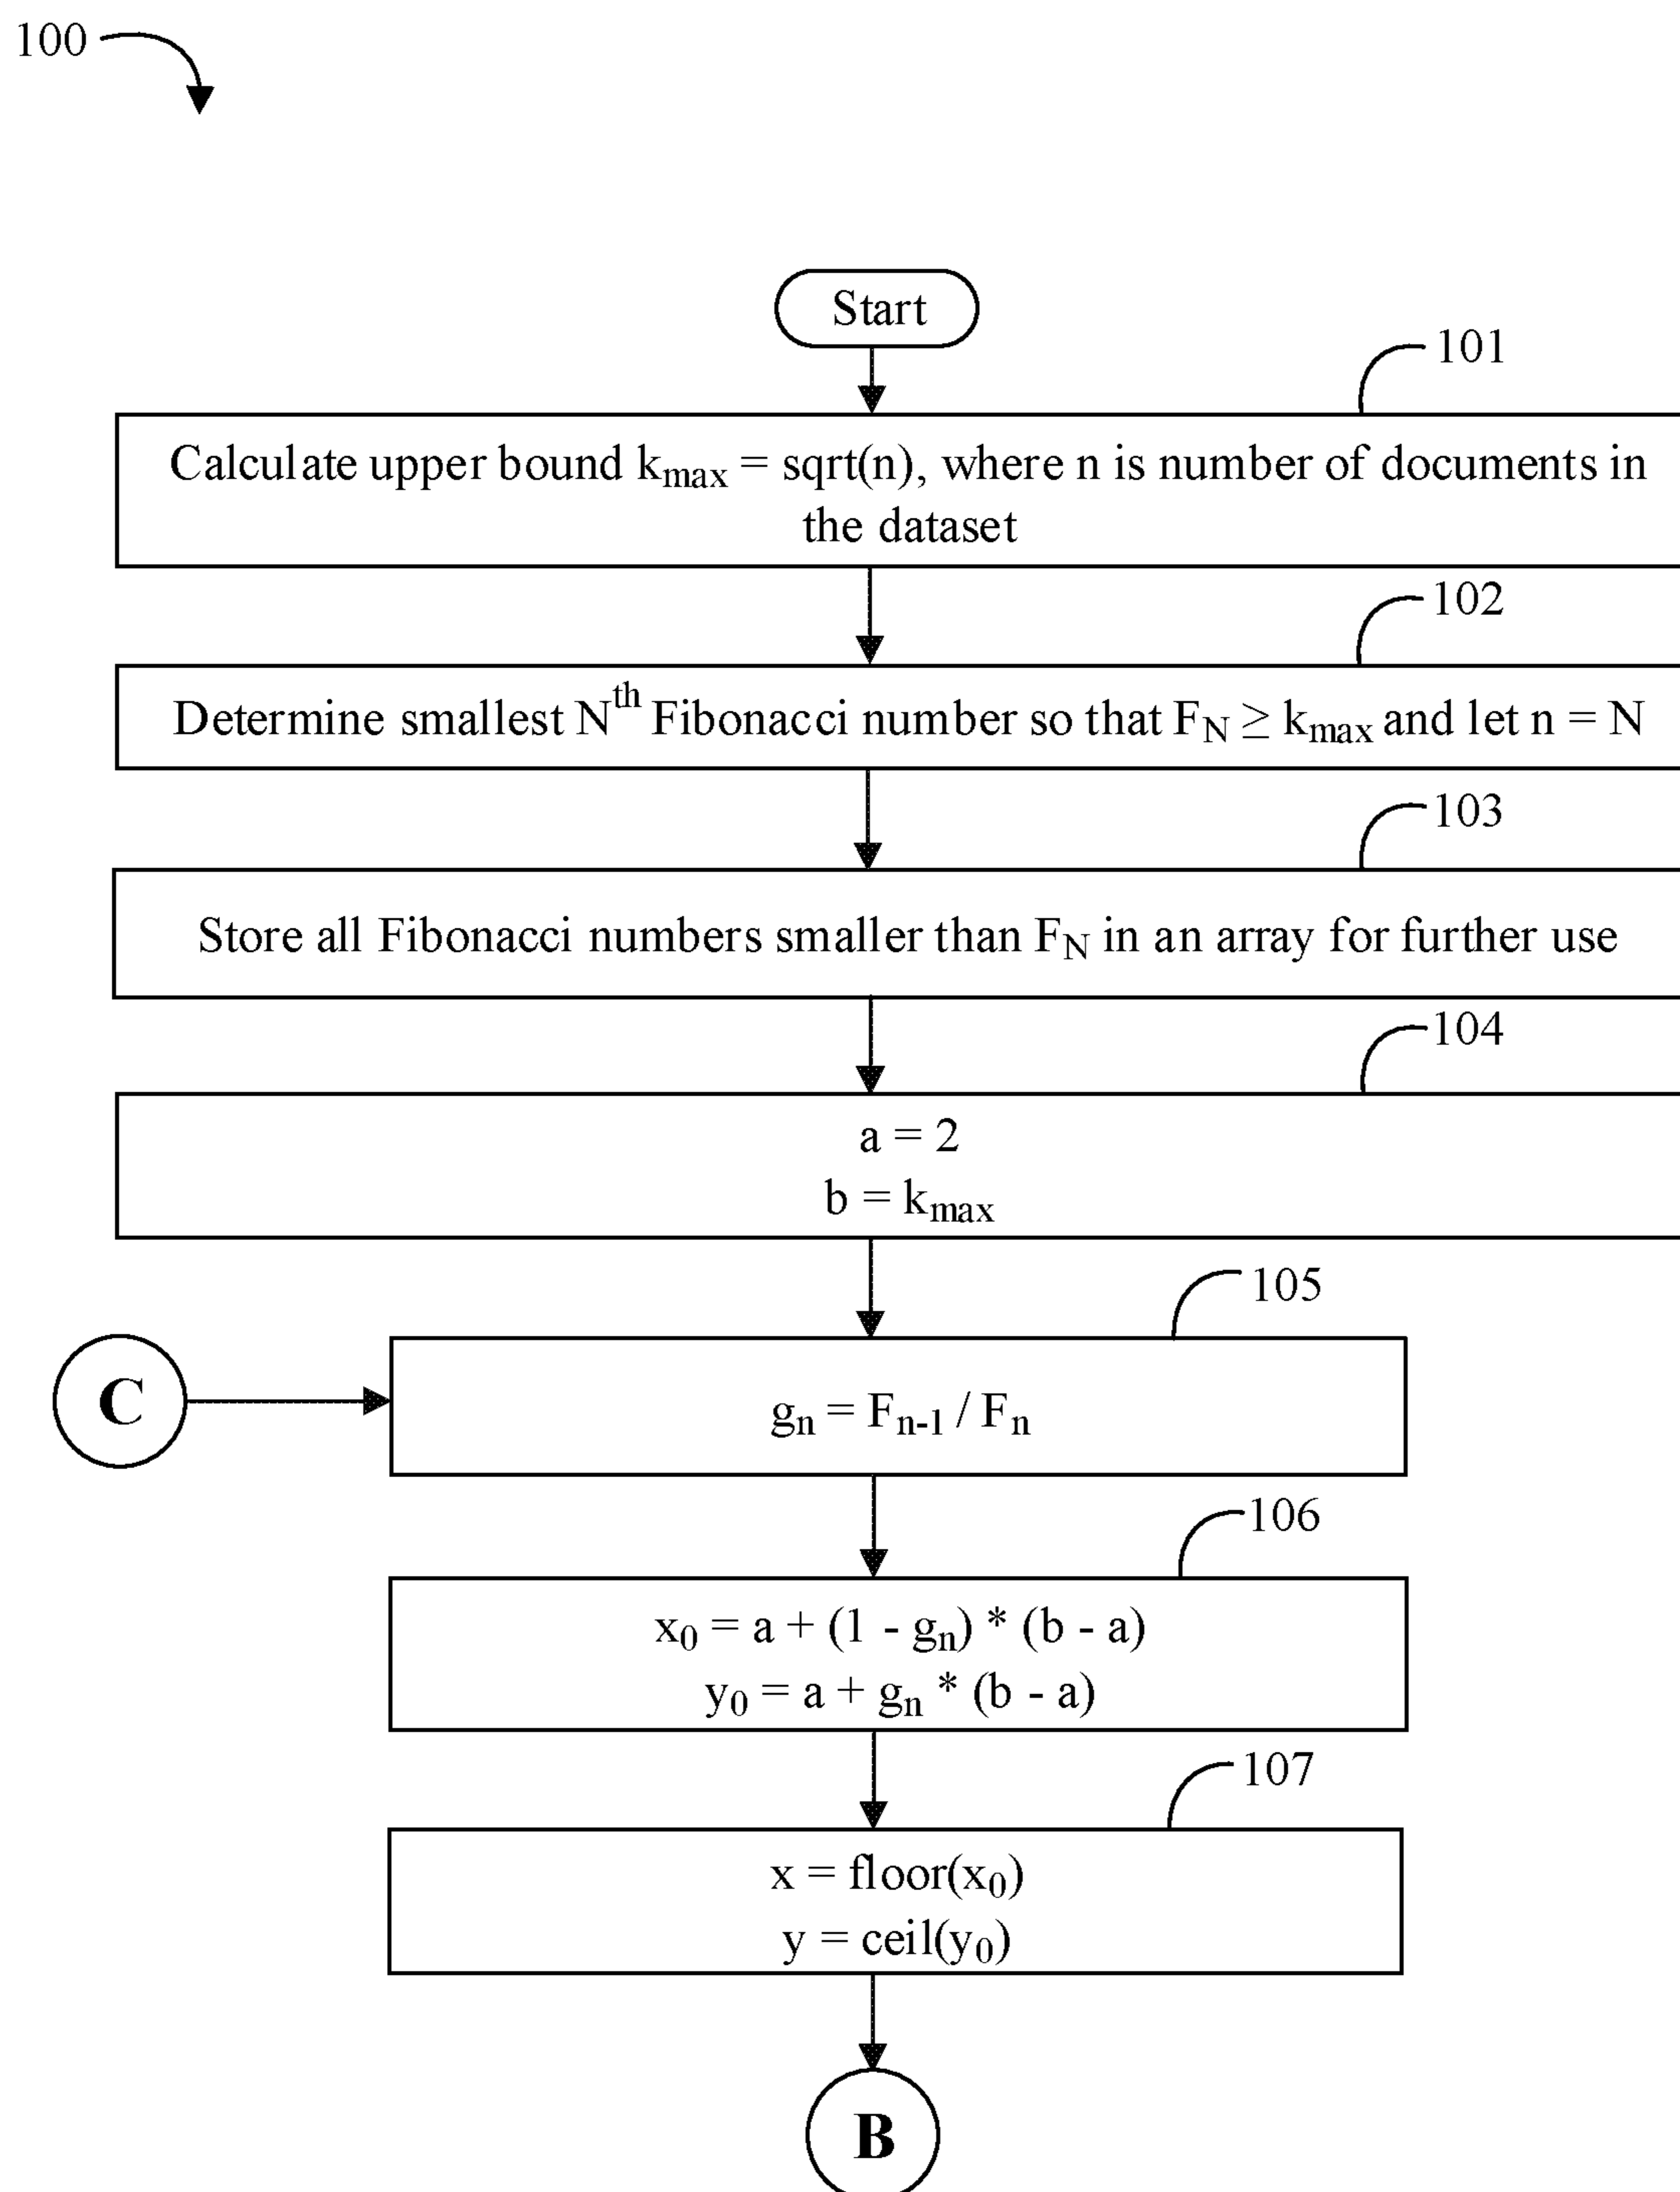 100
Start
101
Calculate upper bound kmax = sqrt(n), where n is number of documents in
the dataset
102
Determine smallest Nth Fibonacci number so that FN ≥ kmax and let n = N
103
Store all Fibonacci numbers smaller than FN in an array for further use
104
a = 2
b = kmax
105
C
gn = Fn-1 / Fn
106
x0 = a + (1 - gn) * (b - a)
y0 = a + gn * (b - a)
107
x = floor(x0)
y = ceil(y0)
B